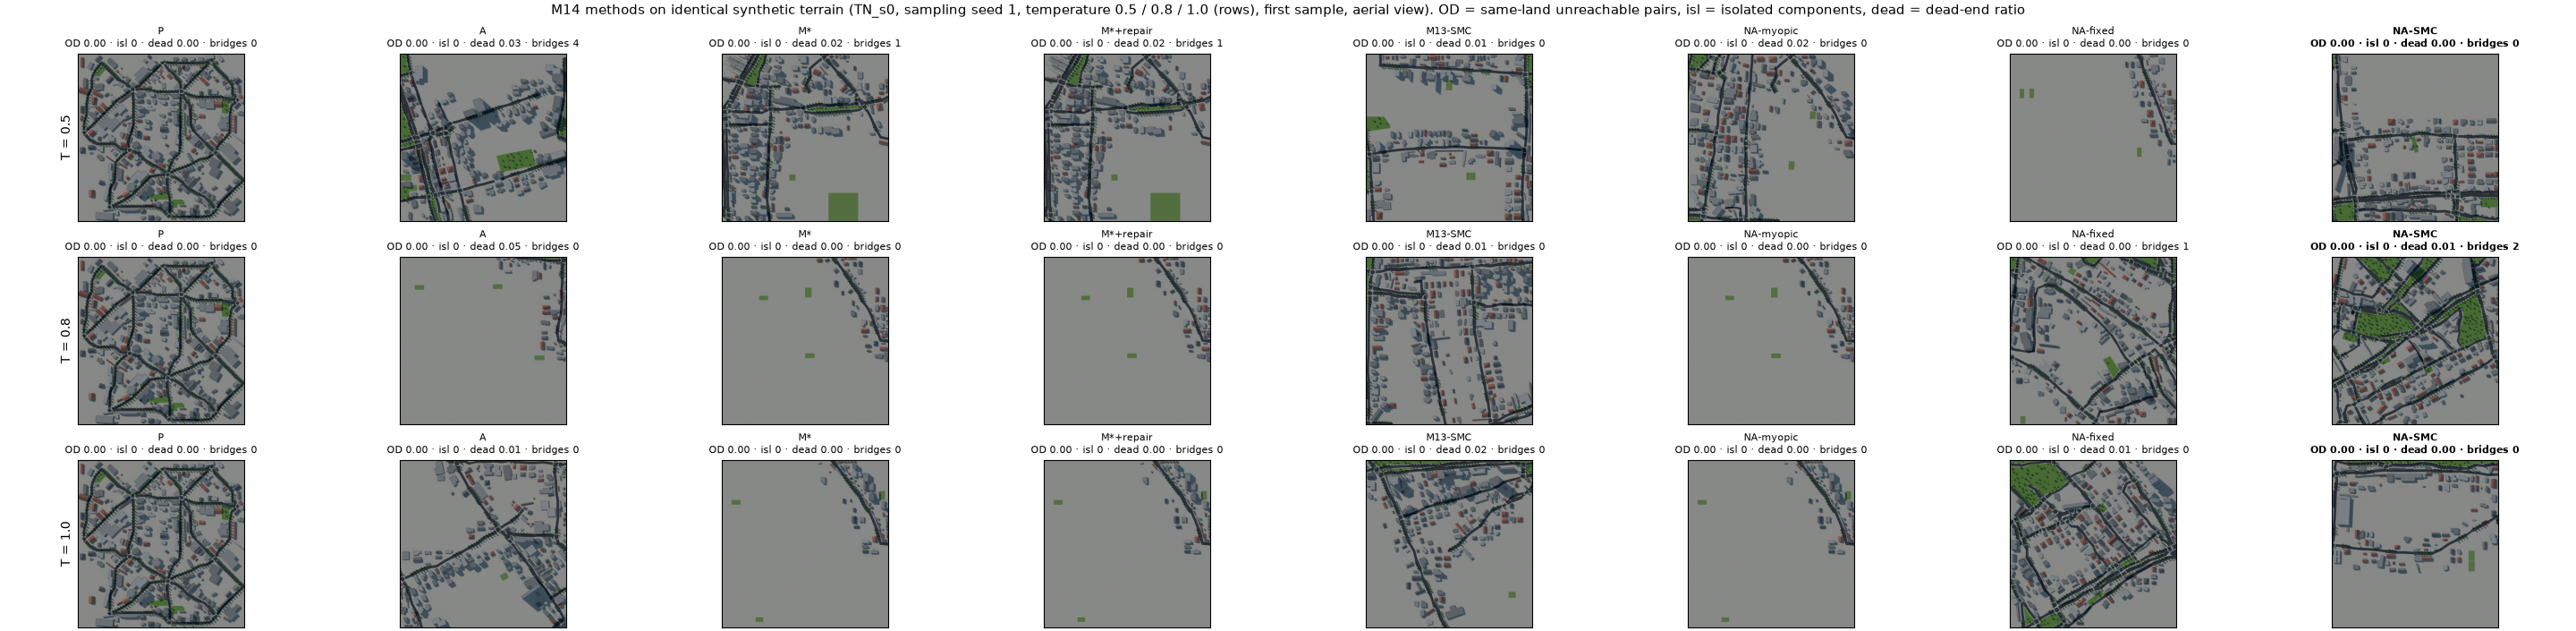 M14 methods on identical synthetic terrain (TN_s0, sampling seed 1, temperature 0.5 / 0.8 / 1.0 (rows), first sample, aerial view). OD = same-land unreachable pairs, isl = isolated components, dead = dead-end ratio
P
OD 0.00 · isl 0 · dead 0.00 · bridges 0
A
OD 0.00 · isl 0 · dead 0.03 · bridges 4
M*
OD 0.00 · isl 0 · dead 0.02 · bridges 1
M*+repair
OD 0.00 · isl 0 · dead 0.02 · bridges 1
M13-SMC
OD 0.00 · isl 0 · dead 0.01 · bridges 0
NA-myopic
OD 0.00 · isl 0 · dead 0.02 · bridges 0
NA-fixed
OD 0.00 · isl 0 · dead 0.00 · bridges 0
NA-SMC
OD 0.00 · isl 0 · dead 0.00 · bridges 0
T = 0.5
P
OD 0.00 · isl 0 · dead 0.00 · bridges 0
A
OD 0.00 · isl 0 · dead 0.05 · bridges 0
M*
OD 0.00 · isl 0 · dead 0.00 · bridges 0
M*+repair
OD 0.00 · isl 0 · dead 0.00 · bridges 0
M13-SMC
OD 0.00 · isl 0 · dead 0.01 · bridges 0
NA-myopic
OD 0.00 · isl 0 · dead 0.00 · bridges 0
NA-fixed
OD 0.00 · isl 0 · dead 0.00 · bridges 1
NA-SMC
OD 0.00 · isl 0 · dead 0.01 · bridges 2
T = 0.8
P
OD 0.00 · isl 0 · dead 0.00 · bridges 0
A
OD 0.00 · isl 0 · dead 0.01 · bridges 0
M*
OD 0.00 · isl 0 · dead 0.00 · bridges 0
M*+repair
OD 0.00 · isl 0 · dead 0.00 · bridges 0
M13-SMC
OD 0.00 · isl 0 · dead 0.02 · bridges 0
NA-myopic
OD 0.00 · isl 0 · dead 0.00 · bridges 0
NA-fixed
OD 0.00 · isl 0 · dead 0.01 · bridges 0
NA-SMC
OD 0.00 · isl 0 · dead 0.00 · bridges 0
T = 1.0